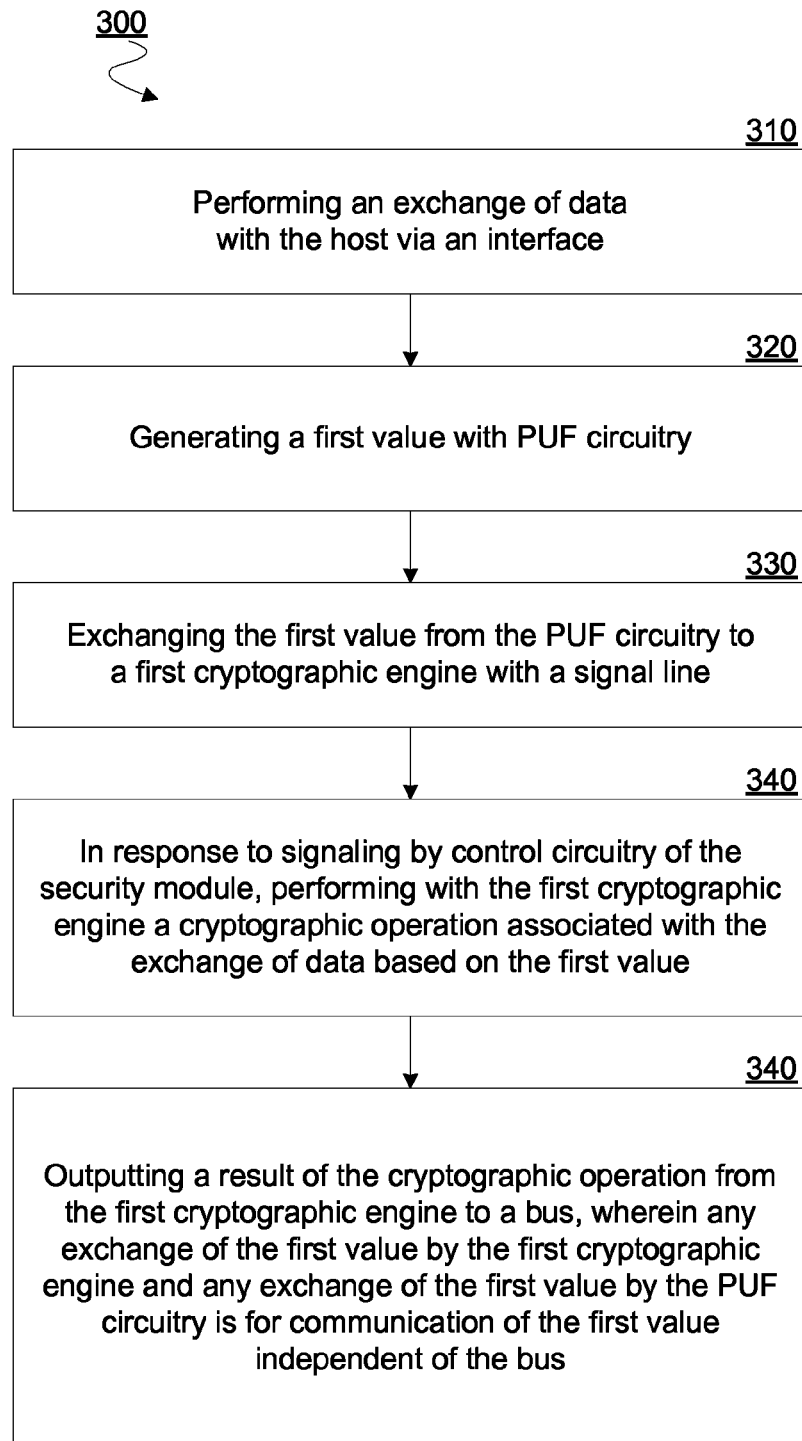 300
310
Performing an exchange of data
with the host via an interface
320
Generating a first value with PUF circuitry
330
Exchanging the first value from the PUF circuitry to
a first cryptographic engine with a signal line
340
In response to signaling by control circuitry of the
security module, performing with the first cryptographic
engine a cryptographic operation associated with the
exchange of data based on the first value
340
Outputting a result of the cryptographic operation from
the first cryptographic engine to a bus, wherein any
exchange of the first value by the first cryptographic
engine and any exchange of the first value by the PUF
circuitry is for communication of the first value
independent of the bus